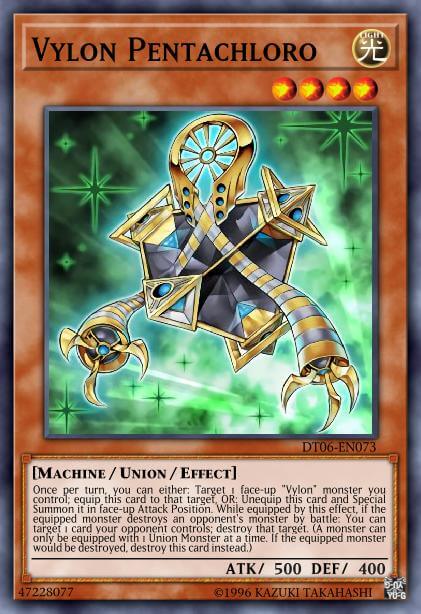 Vylon Pentachloro
LIGHT
光
DT06-EN073
[Machine / Union / Effect]
Once per turn, you can either: Target 1 face-up "Vylon" monster you
control; equip this card to that target, OR: Unequip this card and Special
Summon it in face-up Attack Position. While equipped by this effect, if the
equipped monster destroys an opponent's monster by battle: You can
target 1 card your opponent controls; destroy that target. (A monster can
only be equipped with 1 Union Monster at a time. If the equipped monster
would be destroyed, destroy this card instead.)
ATK/ 500 DEF/ 400
47228077
©1996 KAZUKI TAKAHASHI